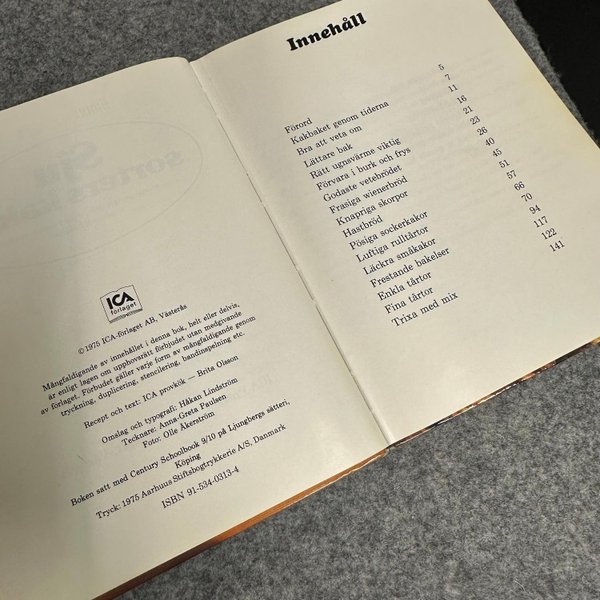 ICA
förlaget
© 1975 ICA-förlaget AB, Västerås
Mångfaldigande av innehållet i denna bok, helt eller delvis,
är enligt lagen om upphovsrätt förbjudet utan medgivande
av förlaget. Förbudet gäller varje form av mångfaldigande genom
tryckning, duplicering, stencilering, bandinspelning etc.
Recept och text: ICA provkök — Brita Olsson
Omslag och typografi: Håkan Lindström
Tecknare: Anna-Greta Paulsen
Foto: Olle Åkerström
Boken satt med Century Schoolbook 9/10 på Ljungbergs sätteri,
Köping
Tryck: 1975 Aarhuus Stiftsbogtrykkerie A/S, Danmark
ISBN 91-534-0313-4
Innehåll
Förord 5
Kakbaket genom tiderna 7
Bra att veta om 11
Lättare bak 16
Rätt ugnsvärme viktig 21
Förvara i burk och frys 23
Godaste vetebrödet 26
Frasiga wienerbröd 40
Knapriga skorpor 45
Hastbröd 51
Pösiga sockerkakor 57
Luftiga rulltårtor 66
Läckra småkakor 70
Frestande bakelser 94
Enkla tårtor 117
Fina tårtor 122
Trixa med mix 141